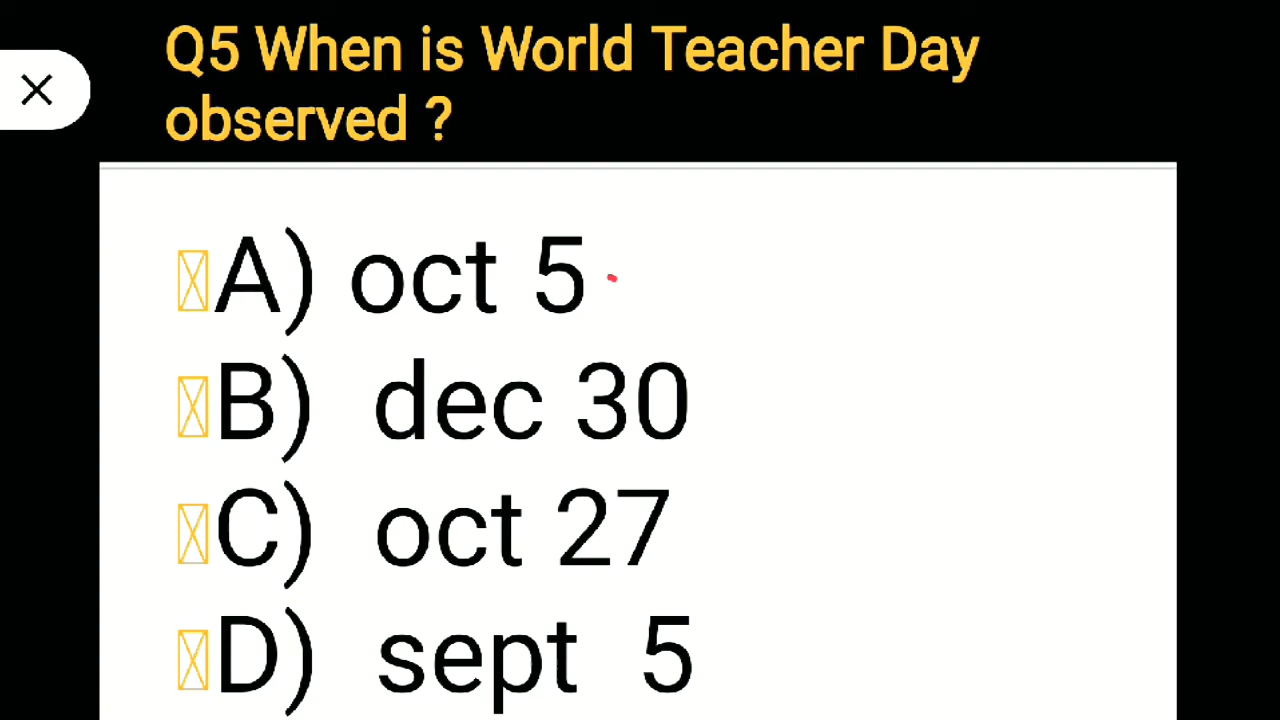 Q5 When is World Teacher Day
observed ?
A) oct 5
B) dec 30
C) oct 27
D) sept 5